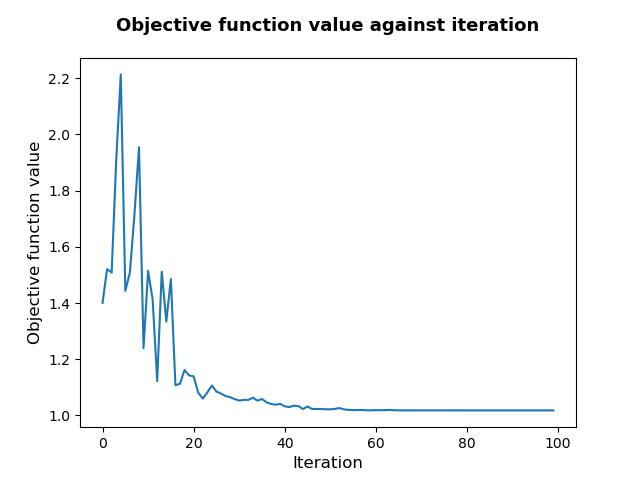 Objective function value against iteration
2.2
2.0
1.8
1.6
1.4
1.2
1.0
Objective function value
0 20 40 60 80 100
Iteration